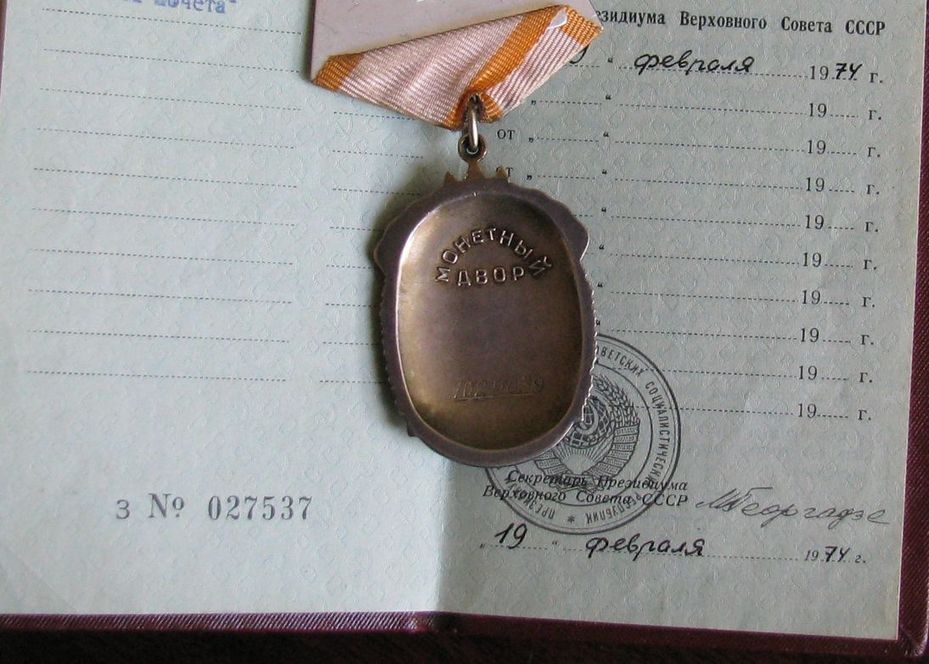 Почета"
Президиума Верховного Совета СССР
" февраля 1974 г.
" 19 г.
от " " 19 г.
" " 19 г.
19 г.
19 г.
19 г.
19 г.
19 г.
19 г.
МОНЕТНЫЙ
ДВОР
З № 027537
Секретарь Президиума
Верховного Совета СССР М Георгадзе
"19" февраля 1974 г.